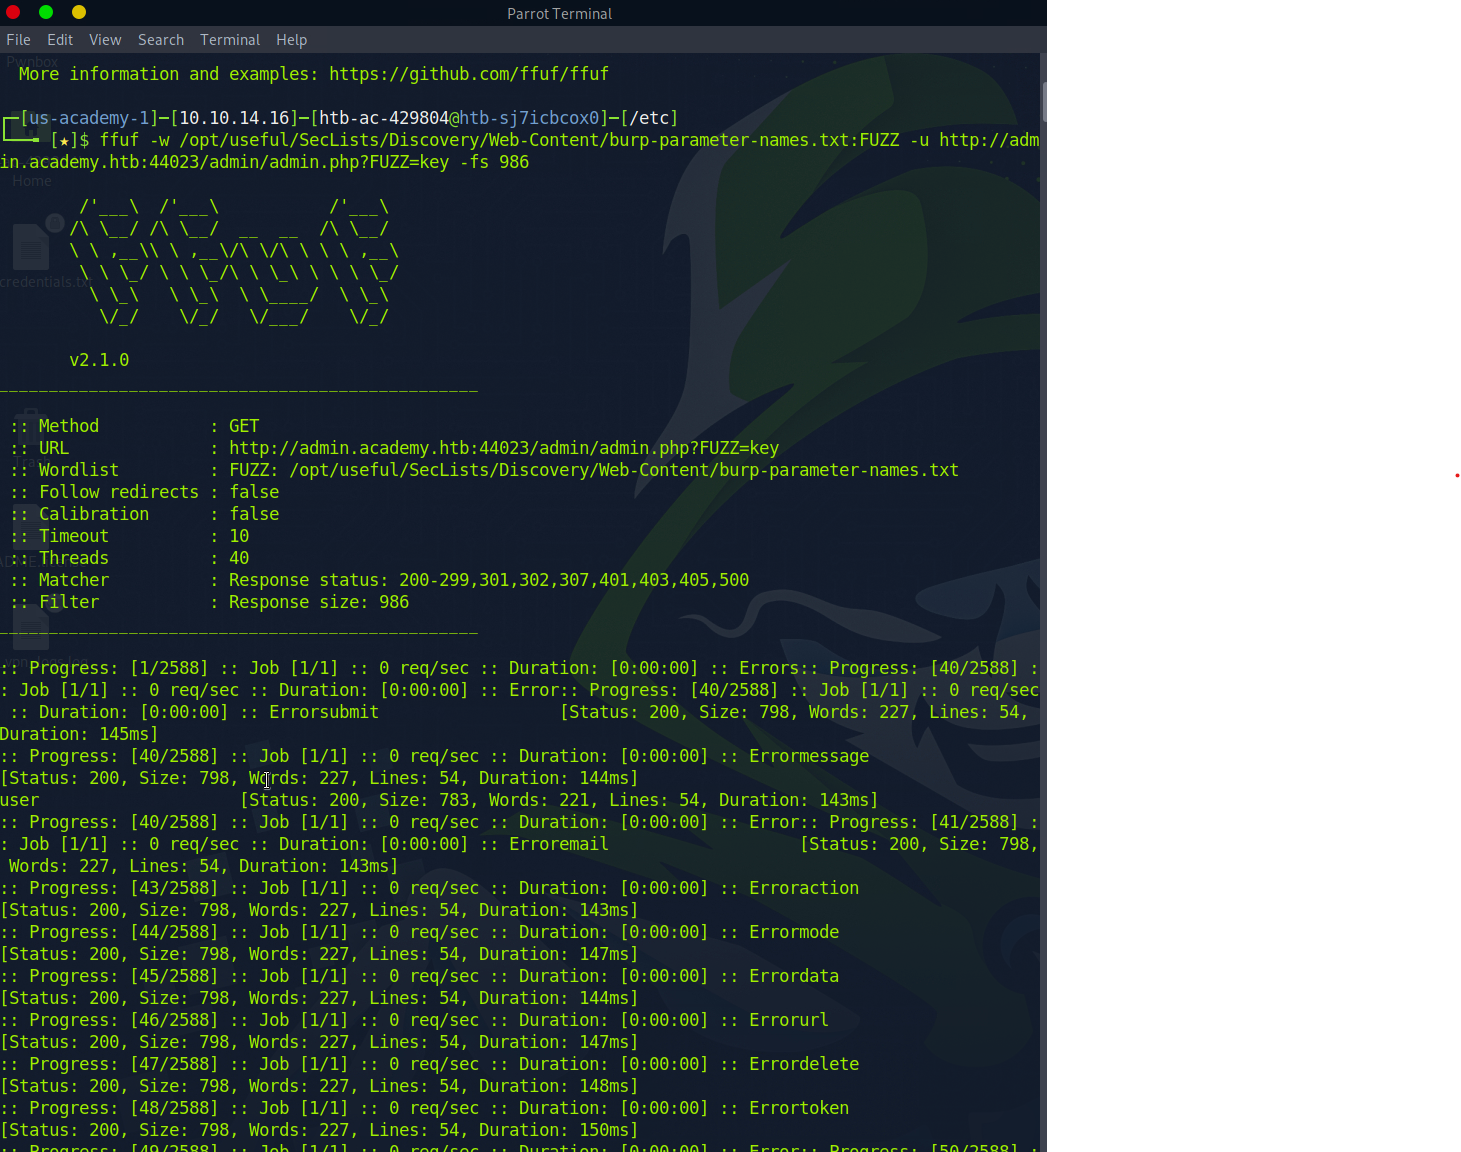 Parrot Terminal
File Edit View Search Terminal Help
Pwnbox
More information and examples: https://github.com/ffuf/ffuf
┌─[us-academy-1]─[10.10.14.16]─[htb-ac-429804@htb-sj7icbcox0]─[/etc]
└──╼ [★]$ ffuf -w /opt/useful/SecLists/Discovery/Web-Content/burp-parameter-names.txt:FUZZ -u http://adm
in.academy.htb:44023/admin/admin.php?FUZZ=key -fs 986
Home
        /'___\  /'___\           /'___\
       /\ \__/ /\ \__/  __  __  /\ \__/
       \ \ ,__\\ \ ,__\/\ \/\ \ \ \ ,__\
        \ \ \_/ \ \ \_/\ \ \_\ \ \ \ \_/
         \ \_\   \ \_\  \ \____/  \ \_\
          \/_/    \/_/   \/___/    \/_/
credentials.txt
v2.1.0
________________________________________________
:: Method           : GET
:: URL              : http://admin.academy.htb:44023/admin/admin.php?FUZZ=key
:: Wordlist         : FUZZ: /opt/useful/SecLists/Discovery/Web-Content/burp-parameter-names.txt
:: Follow redirects : false
:: Calibration      : false
:: Timeout          : 10
:: Threads          : 40
:: Matcher          : Response status: 200-299,301,302,307,401,403,405,500
:: Filter           : Response size: 986
________________________________________________
:: Progress: [1/2588] :: Job [1/1] :: 0 req/sec :: Duration: [0:00:00] :: Errors:: Progress: [40/2588] :
: Job [1/1] :: 0 req/sec :: Duration: [0:00:00] :: Error:: Progress: [40/2588] :: Job [1/1] :: 0 req/sec
 :: Duration: [0:00:00] :: Errorsubmit                  [Status: 200, Size: 798, Words: 227, Lines: 54,
Duration: 145ms]
:: Progress: [40/2588] :: Job [1/1] :: 0 req/sec :: Duration: [0:00:00] :: Errormessage
[Status: 200, Size: 798, Words: 227, Lines: 54, Duration: 144ms]
user                    [Status: 200, Size: 783, Words: 221, Lines: 54, Duration: 143ms]
:: Progress: [40/2588] :: Job [1/1] :: 0 req/sec :: Duration: [0:00:00] :: Error:: Progress: [41/2588] :
: Job [1/1] :: 0 req/sec :: Duration: [0:00:00] :: Erroremail                   [Status: 200, Size: 798,
 Words: 227, Lines: 54, Duration: 143ms]
:: Progress: [43/2588] :: Job [1/1] :: 0 req/sec :: Duration: [0:00:00] :: Erroraction
[Status: 200, Size: 798, Words: 227, Lines: 54, Duration: 143ms]
:: Progress: [44/2588] :: Job [1/1] :: 0 req/sec :: Duration: [0:00:00] :: Errormode
[Status: 200, Size: 798, Words: 227, Lines: 54, Duration: 147ms]
:: Progress: [45/2588] :: Job [1/1] :: 0 req/sec :: Duration: [0:00:00] :: Errordata
[Status: 200, Size: 798, Words: 227, Lines: 54, Duration: 144ms]
:: Progress: [46/2588] :: Job [1/1] :: 0 req/sec :: Duration: [0:00:00] :: Errorurl
[Status: 200, Size: 798, Words: 227, Lines: 54, Duration: 147ms]
:: Progress: [47/2588] :: Job [1/1] :: 0 req/sec :: Duration: [0:00:00] :: Errordelete
[Status: 200, Size: 798, Words: 227, Lines: 54, Duration: 148ms]
:: Progress: [48/2588] :: Job [1/1] :: 0 req/sec :: Duration: [0:00:00] :: Errortoken
[Status: 200, Size: 798, Words: 227, Lines: 54, Duration: 150ms]
:: Progress: [49/2588] :: Job [1/1] :: 0 req/sec :: Duration: [0:00:00] :: Error:: Progress: [50/2588] :